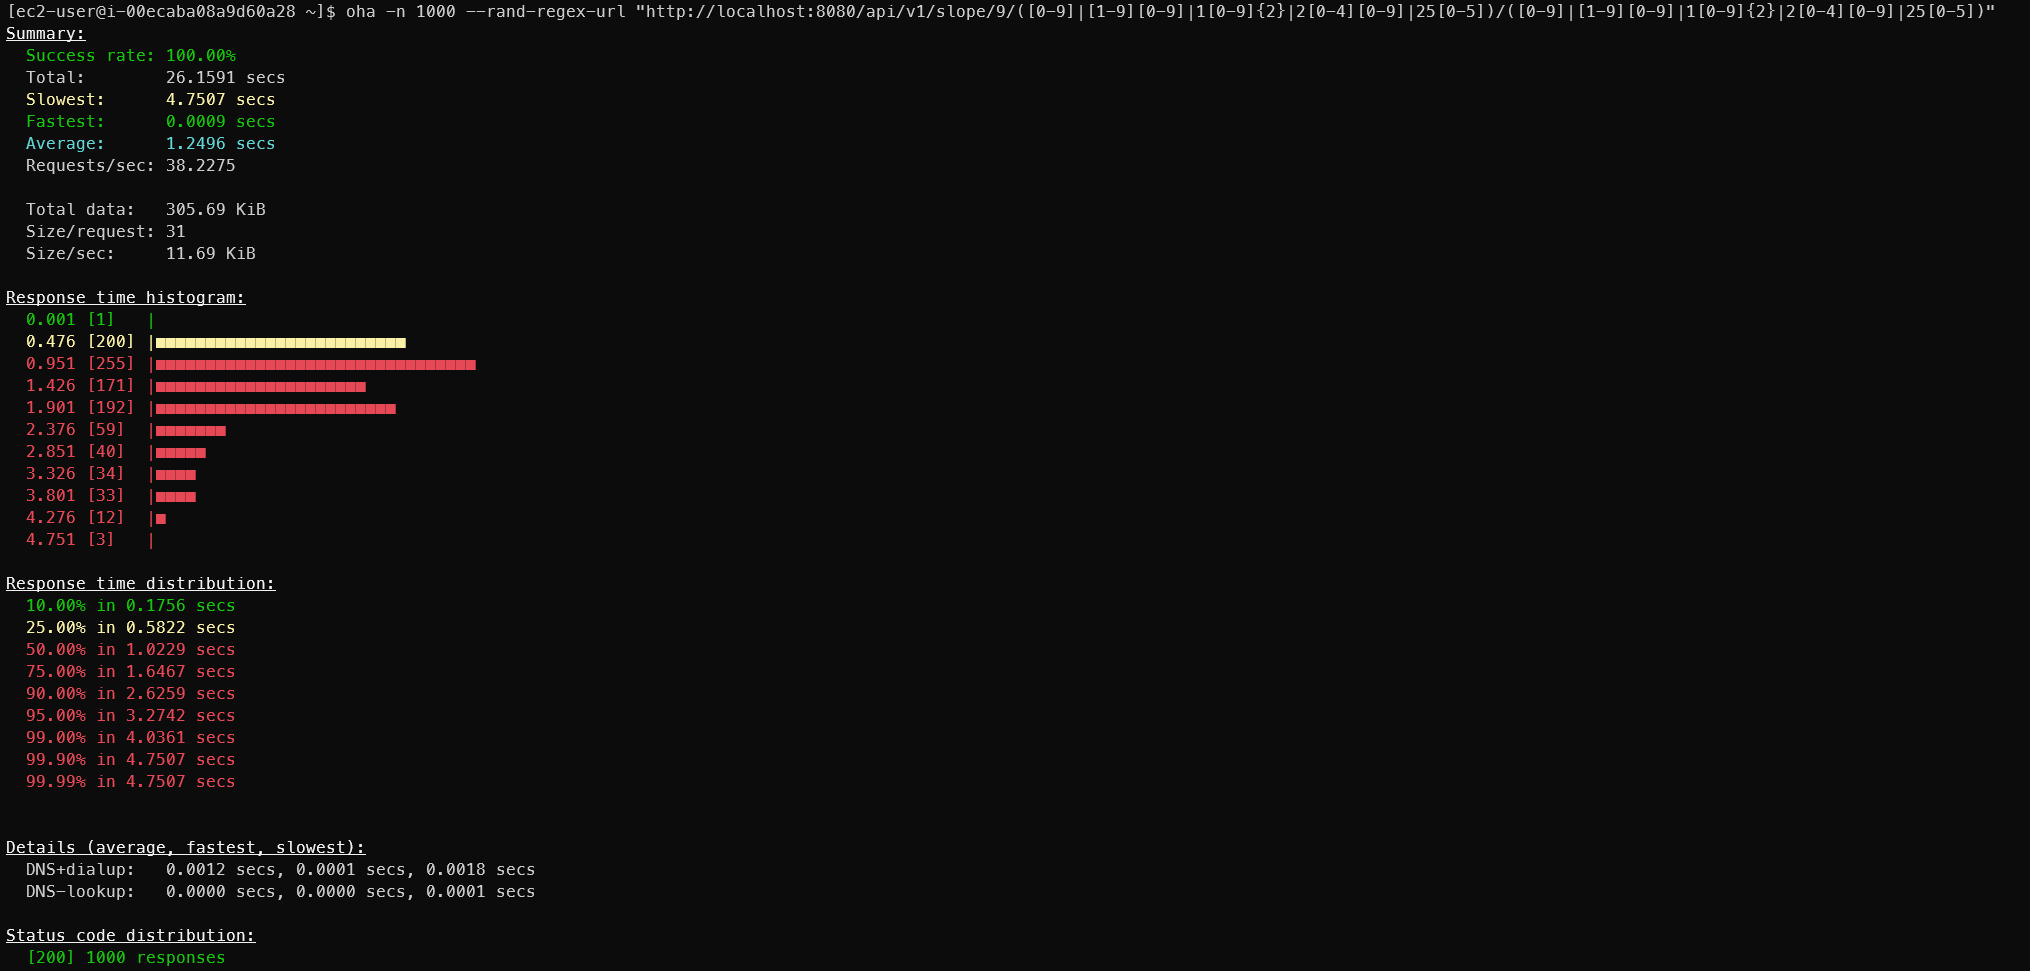 [ec2-user@i-00ecaba08a9d60a28 ~]$ oha -n 1000 --rand-regex-url "http://localhost:8080/api/v1/slope/9/([0-9]|[1-9][0-9]|1[0-9]{2}|2[0-4][0-9]|25[0-5])/([0-9]|[1-9][0-9]|1[0-9]{2}|2[0-4][0-9]|25[0-5])"
Summary:
  Success rate: 100.00%
  Total:        26.1591 secs
  Slowest:      4.7507 secs
  Fastest:      0.0009 secs
  Average:      1.2496 secs
  Requests/sec: 38.2275

  Total data:   305.69 KiB
  Size/request: 31
  Size/sec:     11.69 KiB

Response time histogram:
  0.001 [1]   |
  0.476 [200] |■■■■■■■■■■■■■■■■■■■■■■■■■
  0.951 [255] |■■■■■■■■■■■■■■■■■■■■■■■■■■■■■■■■
  1.426 [171] |■■■■■■■■■■■■■■■■■■■■■
  1.901 [192] |■■■■■■■■■■■■■■■■■■■■■■■■
  2.376 [59]  |■■■■■■■
  2.851 [40]  |■■■■■
  3.326 [34]  |■■■■
  3.801 [33]  |■■■■
  4.276 [12]  |■
  4.751 [3]   |

Response time distribution:
  10.00% in 0.1756 secs
  25.00% in 0.5822 secs
  50.00% in 1.0229 secs
  75.00% in 1.6467 secs
  90.00% in 2.6259 secs
  95.00% in 3.2742 secs
  99.00% in 4.0361 secs
  99.90% in 4.7507 secs
  99.99% in 4.7507 secs

Details (average, fastest, slowest):
  DNS+dialup:   0.0012 secs, 0.0001 secs, 0.0018 secs
  DNS-lookup:   0.0000 secs, 0.0000 secs, 0.0001 secs

Status code distribution:
  [200] 1000 responses